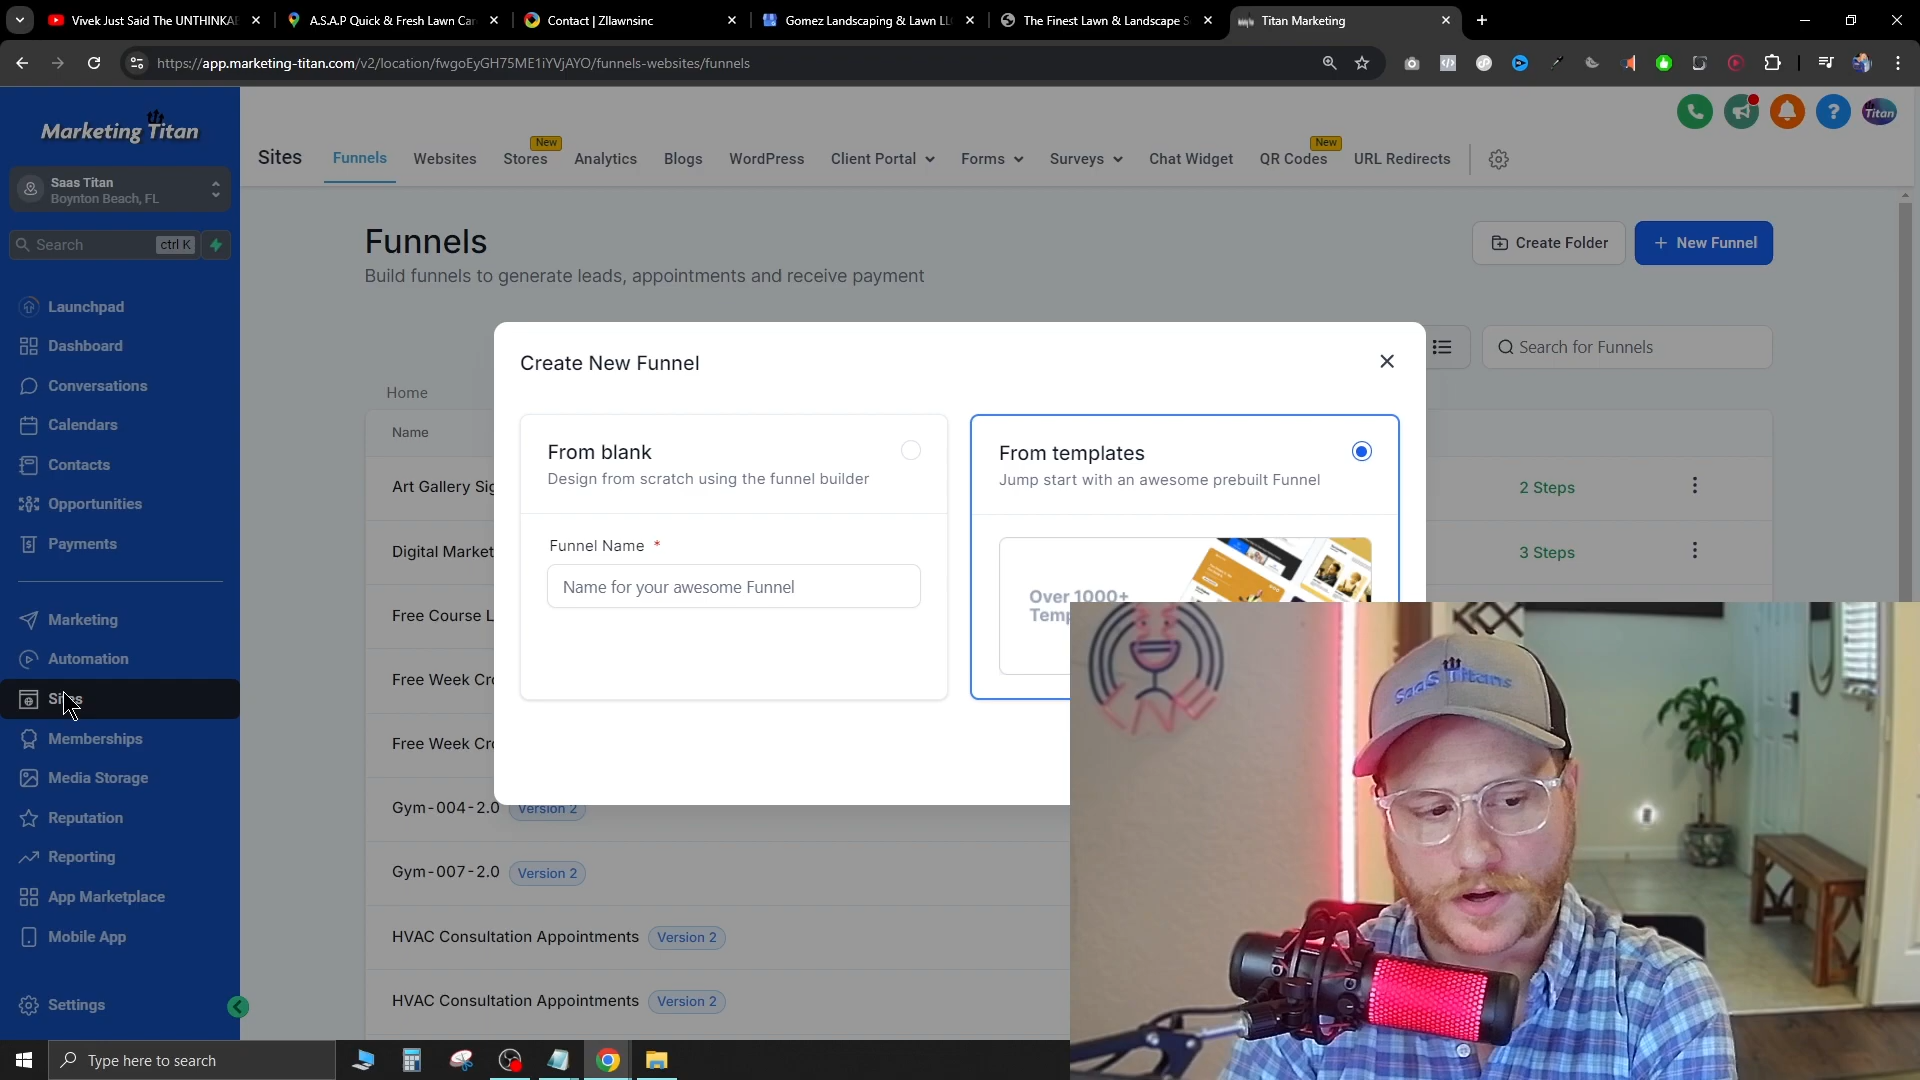 Vivek Just Said The UNTHINKA
A.S.A.P Quick & Fresh Lawn Car
Contact | Zllawnsinc
Gomez Landscaping & Lawn LL
The Finest Lawn & Landscape S
Titan Marketing
https://app.marketing-titan.com/v2/location/fwgoEyGH75ME1iYVjAYO/funnels-websites/funnels
Marketing Titan
Saas Titan
Boynton Beach, FL
Search
ctrl K
Launchpad
Dashboard
Conversations
Calendars
Contacts
Opportunities
Payments
Marketing
Automation
Sites
Memberships
Media Storage
Reputation
Reporting
App Marketplace
Mobile App
Settings
Titan
Sites
Funnels
Websites
New
Stores
Analytics
Blogs
WordPress
Client Portal
Forms
Surveys
Chat Widget
New
QR Codes
URL Redirects
Funnels
Build funnels to generate leads, appointments and receive payment
Create Folder
+ New Funnel
Search for Funnels
Home
Name
Art Gallery Sig
2 Steps
Digital Market
3 Steps
Free Course L
Free Week Cro
Free Week Cro
Gym-004-2.0 Version 2
Gym-007-2.0 Version 2
HVAC Consultation Appointments Version 2
HVAC Consultation Appointments Version 2
Create New Funnel
From blank
Design from scratch using the funnel builder
Funnel Name *
Name for your awesome Funnel
From templates
Jump start with an awesome prebuilt Funnel
Over 1000+
Temp
SaaS Titans
Type here to search